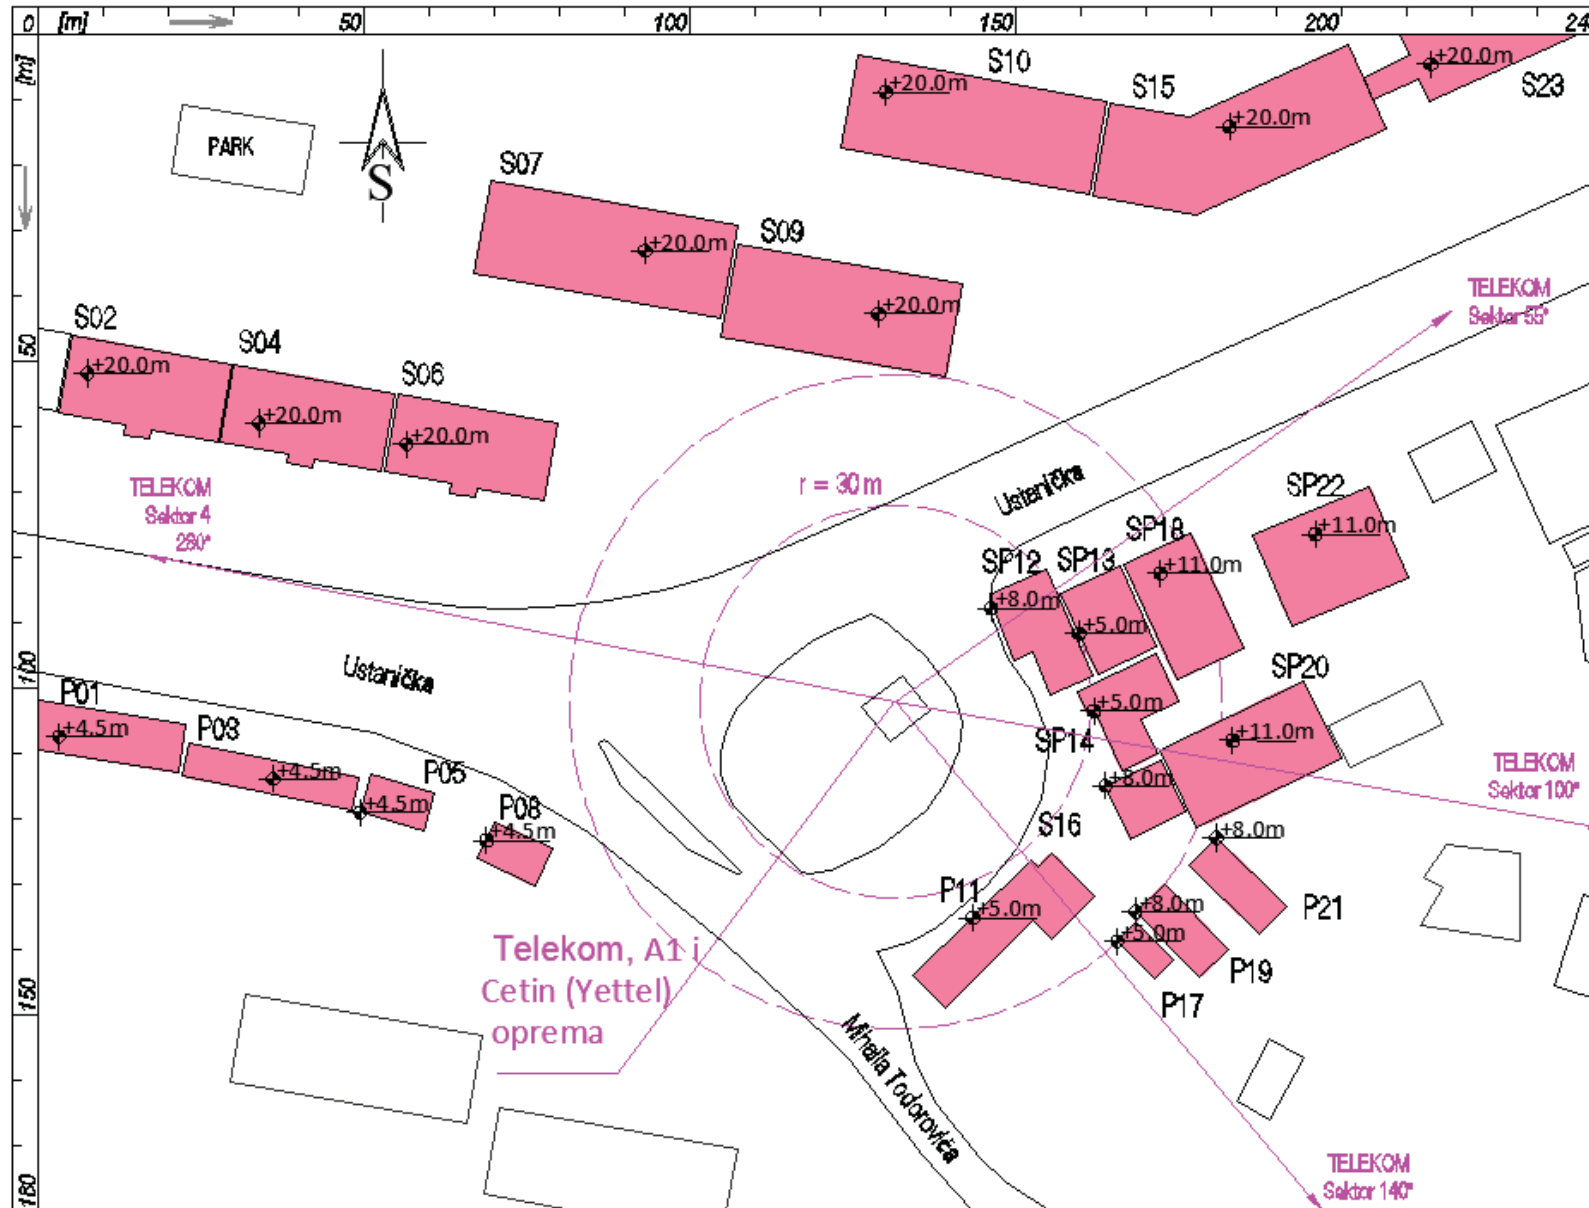 0 [m] 50 100 150 200 240
[m]
50
100
150
180
PARK
S
S10
+20.0m
S15
+20.0m
+20.0m
S23
S07
+20.0m
S09
+20.0m
S02
+20.0m
S04
+20.0m
S06
+20.0m
TELEKOM
Sektor 55°
TELEKOM
Sektor 4
280°
r = 30 m
Ustanička
SP22
+11.0m
SP18
+11.0m
SP12
+8.0m
SP13
+5.0m
Ustanička
P01
+4.5m
P03
+4.5m
P05
+4.5m
P08
+4.5m
SP20
+11.0m
+5.0m
SP14
+8.0m
TELEKOM
Sektor 100°
S16
+8.0m
P11
+5.0m
+8.0m
+5.0m
P21
P19
P17
Telekom, A1 i
Cetin (Yettel)
oprema
Mihaila Todorovića
TELEKOM
Sektor 140°